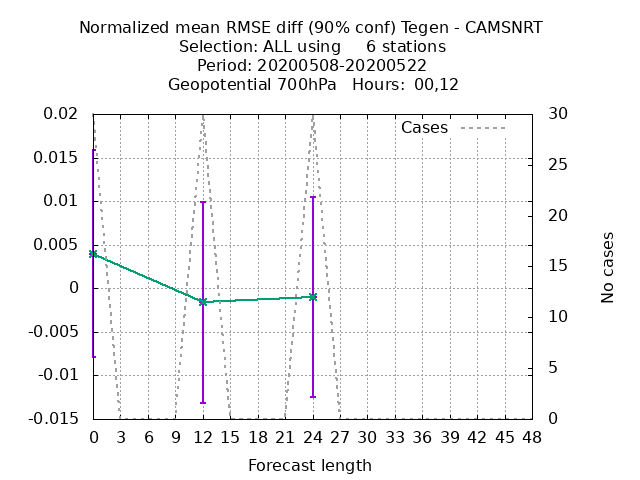 Normalized mean RMSE diff (90% conf) Tegen - CAMSNRT
Selection: ALL using     6 stations
Period: 20200508-20200522
Geopotential 700hPa   Hours:  00,12
Cases
0.02
0.015
0.01
0.005
0
-0.005
-0.01
-0.015
30
25
20
15
10
5
0
No cases
0 3 6 9 12 15 18 21 24 27 30 33 36 39 42 45 48
Forecast length